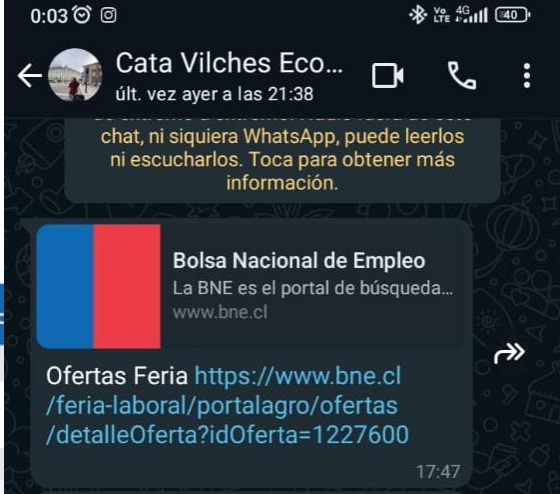 0:03
Vo LTE 4G 40
Cata Vilches Eco...
últ. vez ayer a las 21:38
chat, ni siquiera WhatsApp, puede leerlos
ni escucharlos. Toca para obtener más
información.
Bolsa Nacional de Empleo
La BNE es el portal de búsqueda...
www.bne.cl
Ofertas Feria https://www.bne.cl
/feria-laboral/portalagro/ofertas
/detalleOferta?idOferta=1227600
17:47